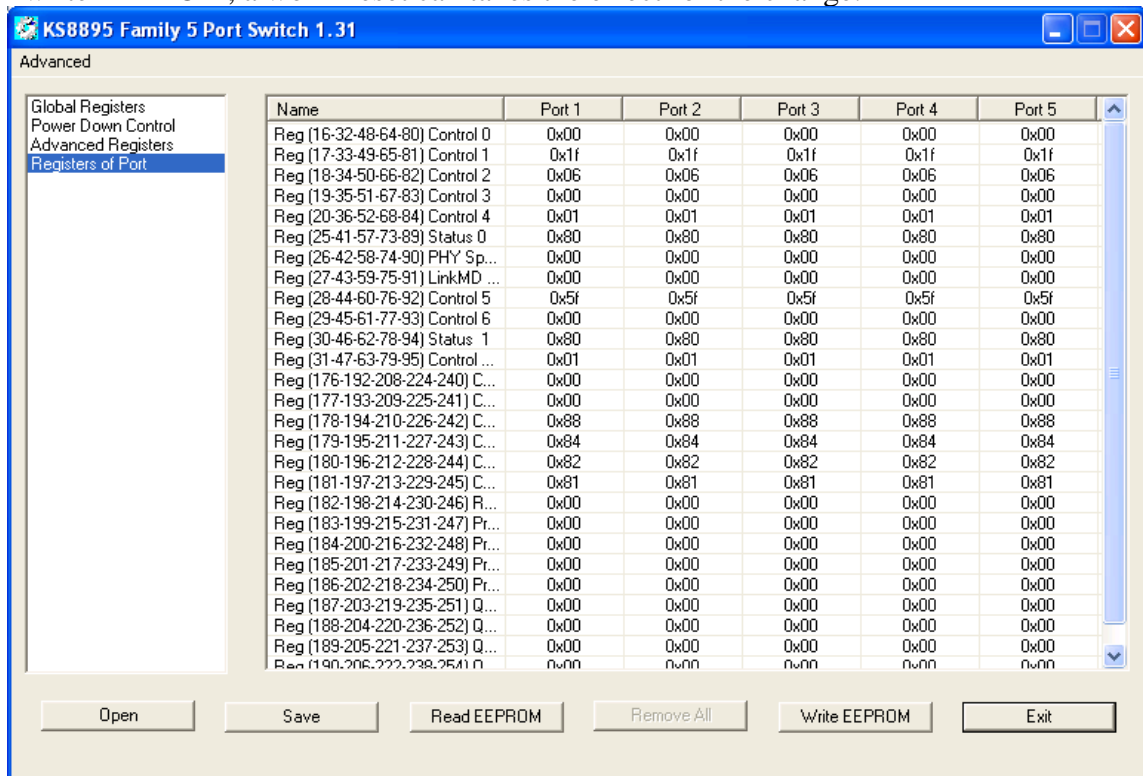 KS8895 Family 5 Port Switch 1.31
Advanced
Global Registers
Power Down Control
Advanced Registers
Registers of Port
Name Port 1 Port 2 Port 3 Port 4 Port 5
Reg (16-32-48-64-80) Control 0 0x00 0x00 0x00 0x00 0x00
Reg (17-33-49-65-81) Control 1 0x1f 0x1f 0x1f 0x1f 0x1f
Reg (18-34-50-66-82) Control 2 0x06 0x06 0x06 0x06 0x06
Reg (19-35-51-67-83) Control 3 0x00 0x00 0x00 0x00 0x00
Reg (20-36-52-68-84) Control 4 0x01 0x01 0x01 0x01 0x01
Reg (25-41-57-73-89) Status 0 0x80 0x80 0x80 0x80 0x80
Reg (26-42-58-74-90) PHY Sp... 0x00 0x00 0x00 0x00 0x00
Reg (27-43-59-75-91) LinkMD ... 0x00 0x00 0x00 0x00 0x00
Reg (28-44-60-76-92) Control 5 0x5f 0x5f 0x5f 0x5f 0x5f
Reg (29-45-61-77-93) Control 6 0x00 0x00 0x00 0x00 0x00
Reg (30-46-62-78-94) Status 1 0x80 0x80 0x80 0x80 0x80
Reg (31-47-63-79-95) Control ... 0x01 0x01 0x01 0x01 0x01
Reg (176-192-208-224-240) C... 0x00 0x00 0x00 0x00 0x00
Reg (177-193-209-225-241) C... 0x00 0x00 0x00 0x00 0x00
Reg (178-194-210-226-242) C... 0x88 0x88 0x88 0x88 0x88
Reg (179-195-211-227-243) C... 0x84 0x84 0x84 0x84 0x84
Reg (180-196-212-228-244) C... 0x82 0x82 0x82 0x82 0x82
Reg (181-197-213-229-245) C... 0x81 0x81 0x81 0x81 0x81
Reg (182-198-214-230-246) R... 0x00 0x00 0x00 0x00 0x00
Reg (183-199-215-231-247) Pr... 0x00 0x00 0x00 0x00 0x00
Reg (184-200-216-232-248) Pr... 0x00 0x00 0x00 0x00 0x00
Reg (185-201-217-233-249) Pr... 0x00 0x00 0x00 0x00 0x00
Reg (186-202-218-234-250) Pr... 0x00 0x00 0x00 0x00 0x00
Reg (187-203-219-235-251) Q... 0x00 0x00 0x00 0x00 0x00
Reg (188-204-220-236-252) Q... 0x00 0x00 0x00 0x00 0x00
Reg (189-205-221-237-253) Q... 0x00 0x00 0x00 0x00 0x00
Reg (190-206-222-238-254) Q... 0x00 0x00 0x00 0x00 0x00
Open Save Read EEPROM Remove All Write EEPROM Exit